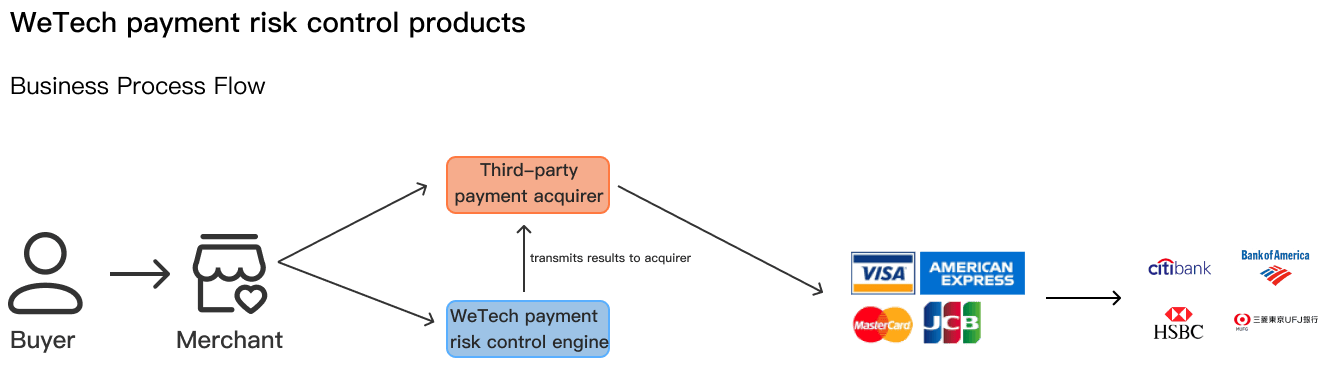 WeTech payment risk control products
Business Process Flow
Third-party
payment acquirer
transmits results to acquirer
WeTech payment
risk control engine
Buyer
Merchant
VISA
AMERICAN
EXPRESS
MasterCard
JCB
citibank
Bank of America
HSBC
MUFG
三菱東京UFJ銀行